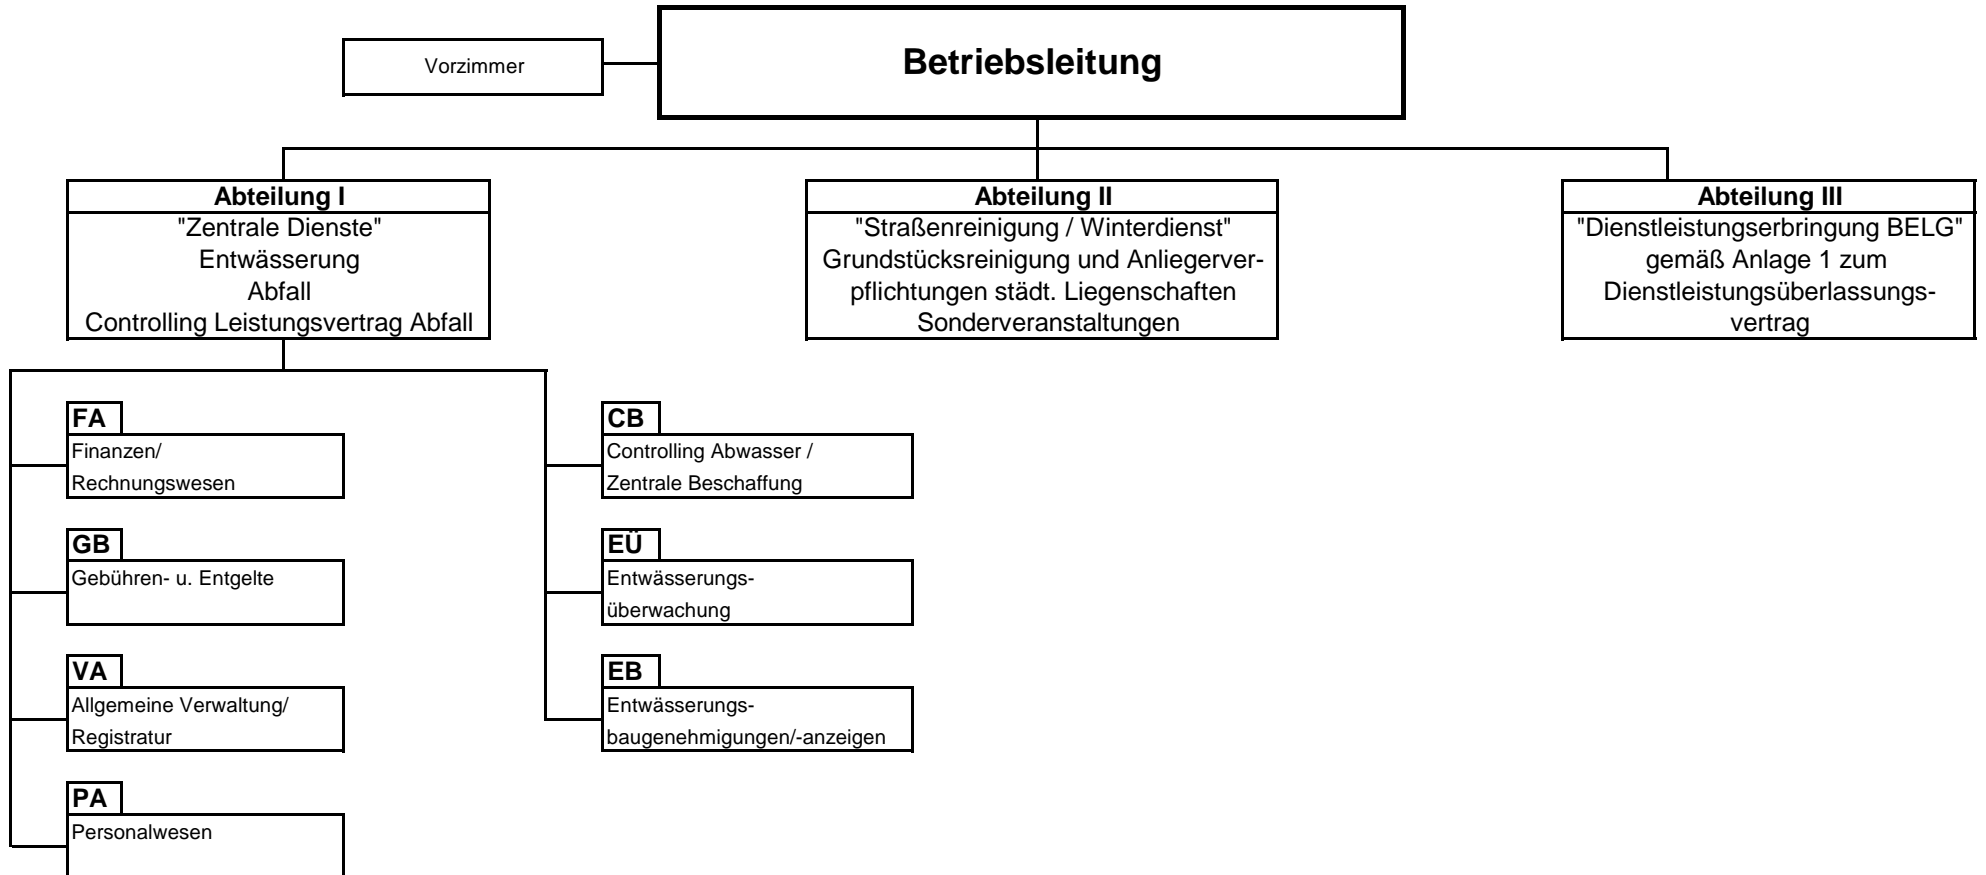 Vorzimmer
Betriebsleitung
Abteilung I
"Zentrale Dienste"
Entwässerung
Abfall
Controlling Leistungsvertrag Abfall
Abteilung II
"Straßenreinigung / Winterdienst"
Grundstücksreinigung und Anliegerver-
pflichtungen städt. Liegenschaften
Sonderveranstaltungen
Abteilung III
"Dienstleistungserbringung BELG"
gemäß Anlage 1 zum
Dienstleistungsüberlassungs-
vertrag
FA
Finanzen/
Rechnungswesen
GB
Gebühren- u. Entgelte
VA
Allgemeine Verwaltung/
Registratur
PA
Personalwesen
CB
Controlling Abwasser /
Zentrale Beschaffung
EÜ
Entwässerungs-
überwachung
EB
Entwässerungs-
baugenehmigungen/-anzeigen